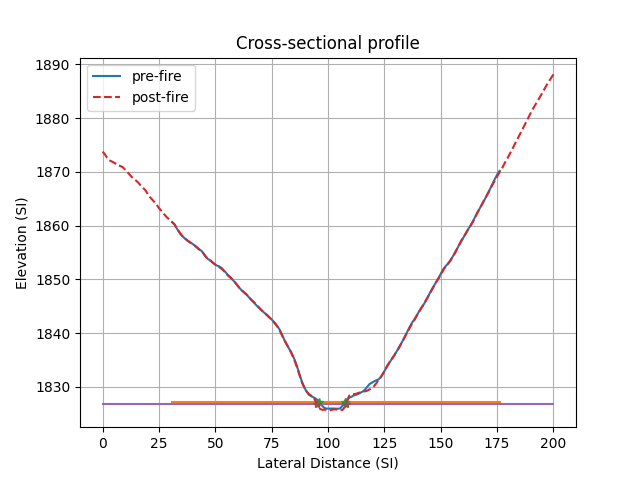 Cross-sectional profile
pre-fire
post-fire
Elevation (SI)
1890
1880
1870
1860
1850
1840
1830
0 25 50 75 100 125 150 175 200
Lateral Distance (SI)